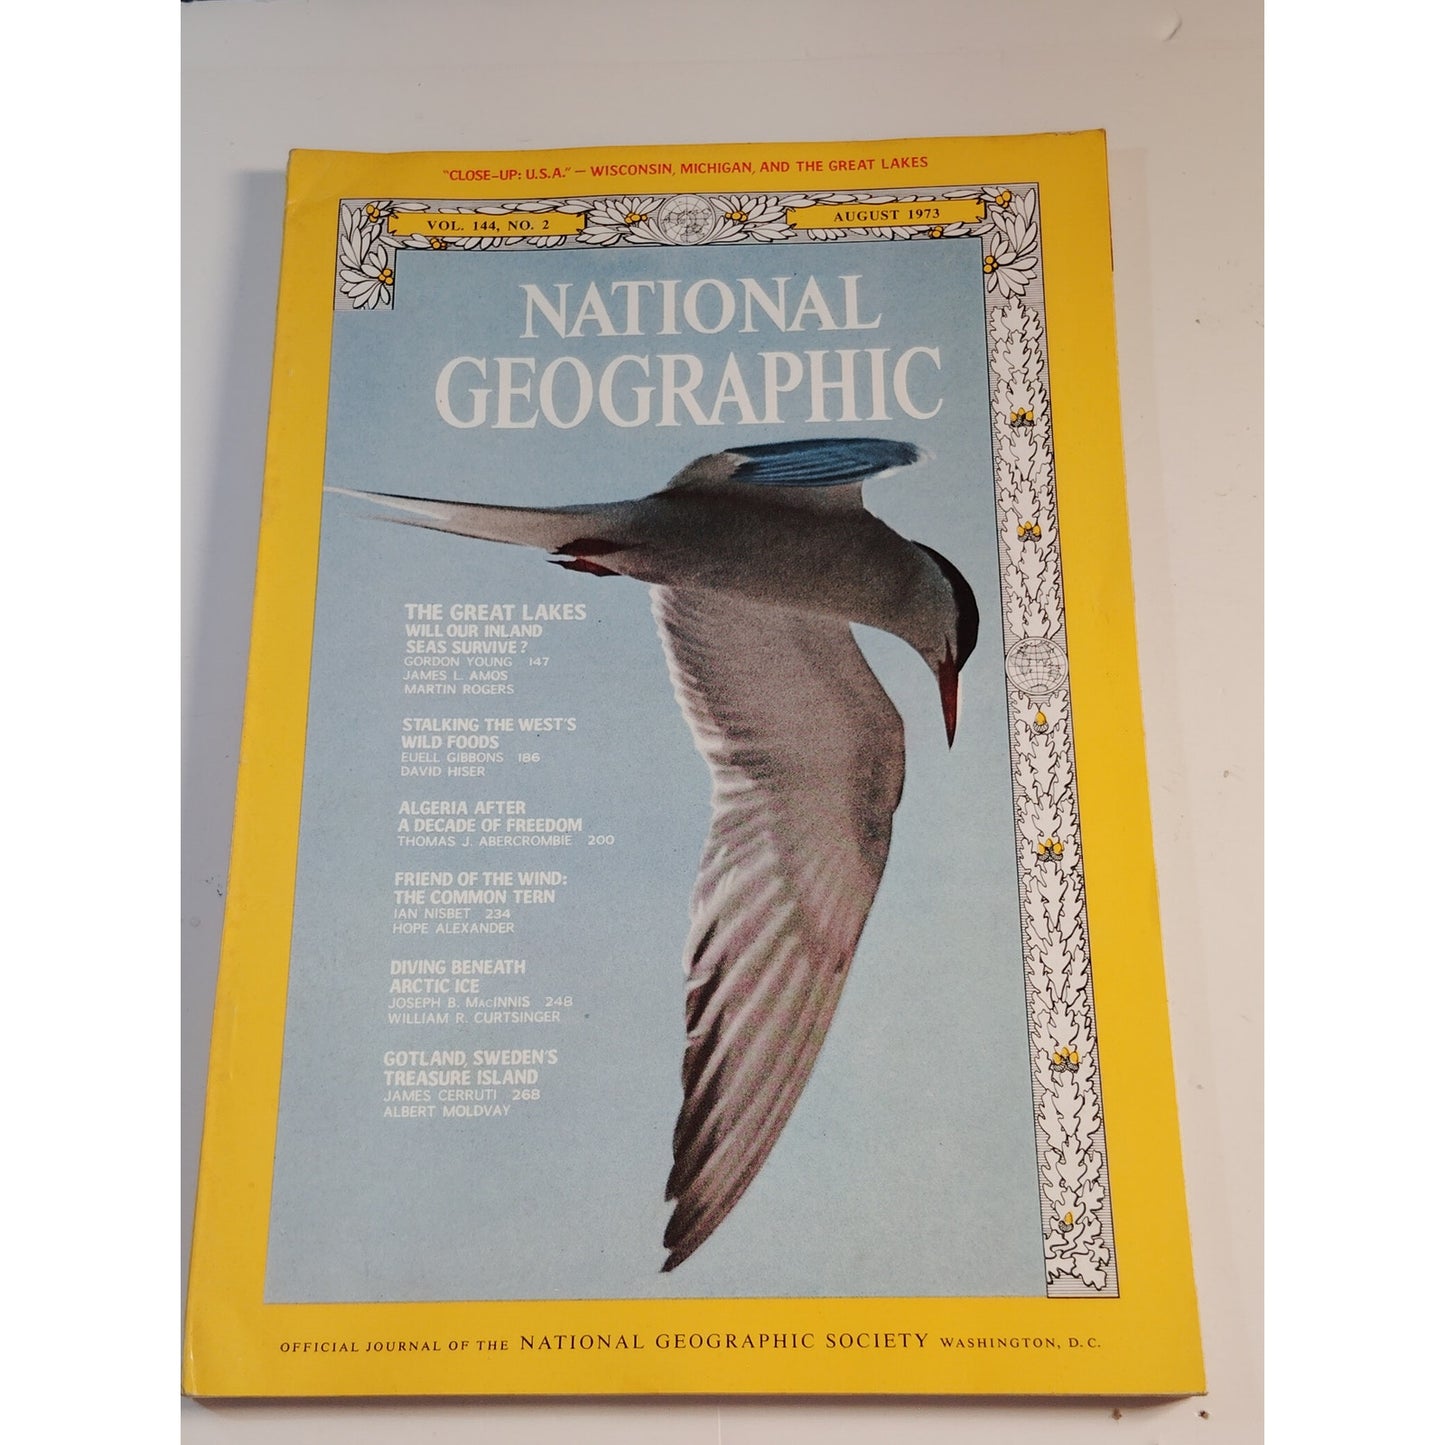 "CLOSE-UP: U.S.A." — WISCONSIN, MICHIGAN, AND THE GREAT LAKES
VOL. 144, NO. 2
AUGUST 1973
NATIONAL
GEOGRAPHIC
THE GREAT LAKES
WILL OUR INLAND
SEAS SURVIVE?
GORDON YOUNG 147
JAMES L. AMOS
MARTIN ROGERS
STALKING THE WEST'S
WILD FOODS
EUELL GIBBONS 186
DAVID HISER
ALGERIA AFTER
A DECADE OF FREEDOM
THOMAS J. ABERCROMBIE 200
FRIEND OF THE WIND:
THE COMMON TERN
IAN NISBET 234
HOPE ALEXANDER
DIVING BENEATH
ARCTIC ICE
JOSEPH B. MacINNIS 248
WILLIAM R. CURTSINGER
GOTLAND, SWEDEN'S
TREASURE ISLAND
JAMES CERRUTI 268
ALBERT MOLDVAY
OFFICIAL JOURNAL OF THE NATIONAL GEOGRAPHIC SOCIETY WASHINGTON, D.C.